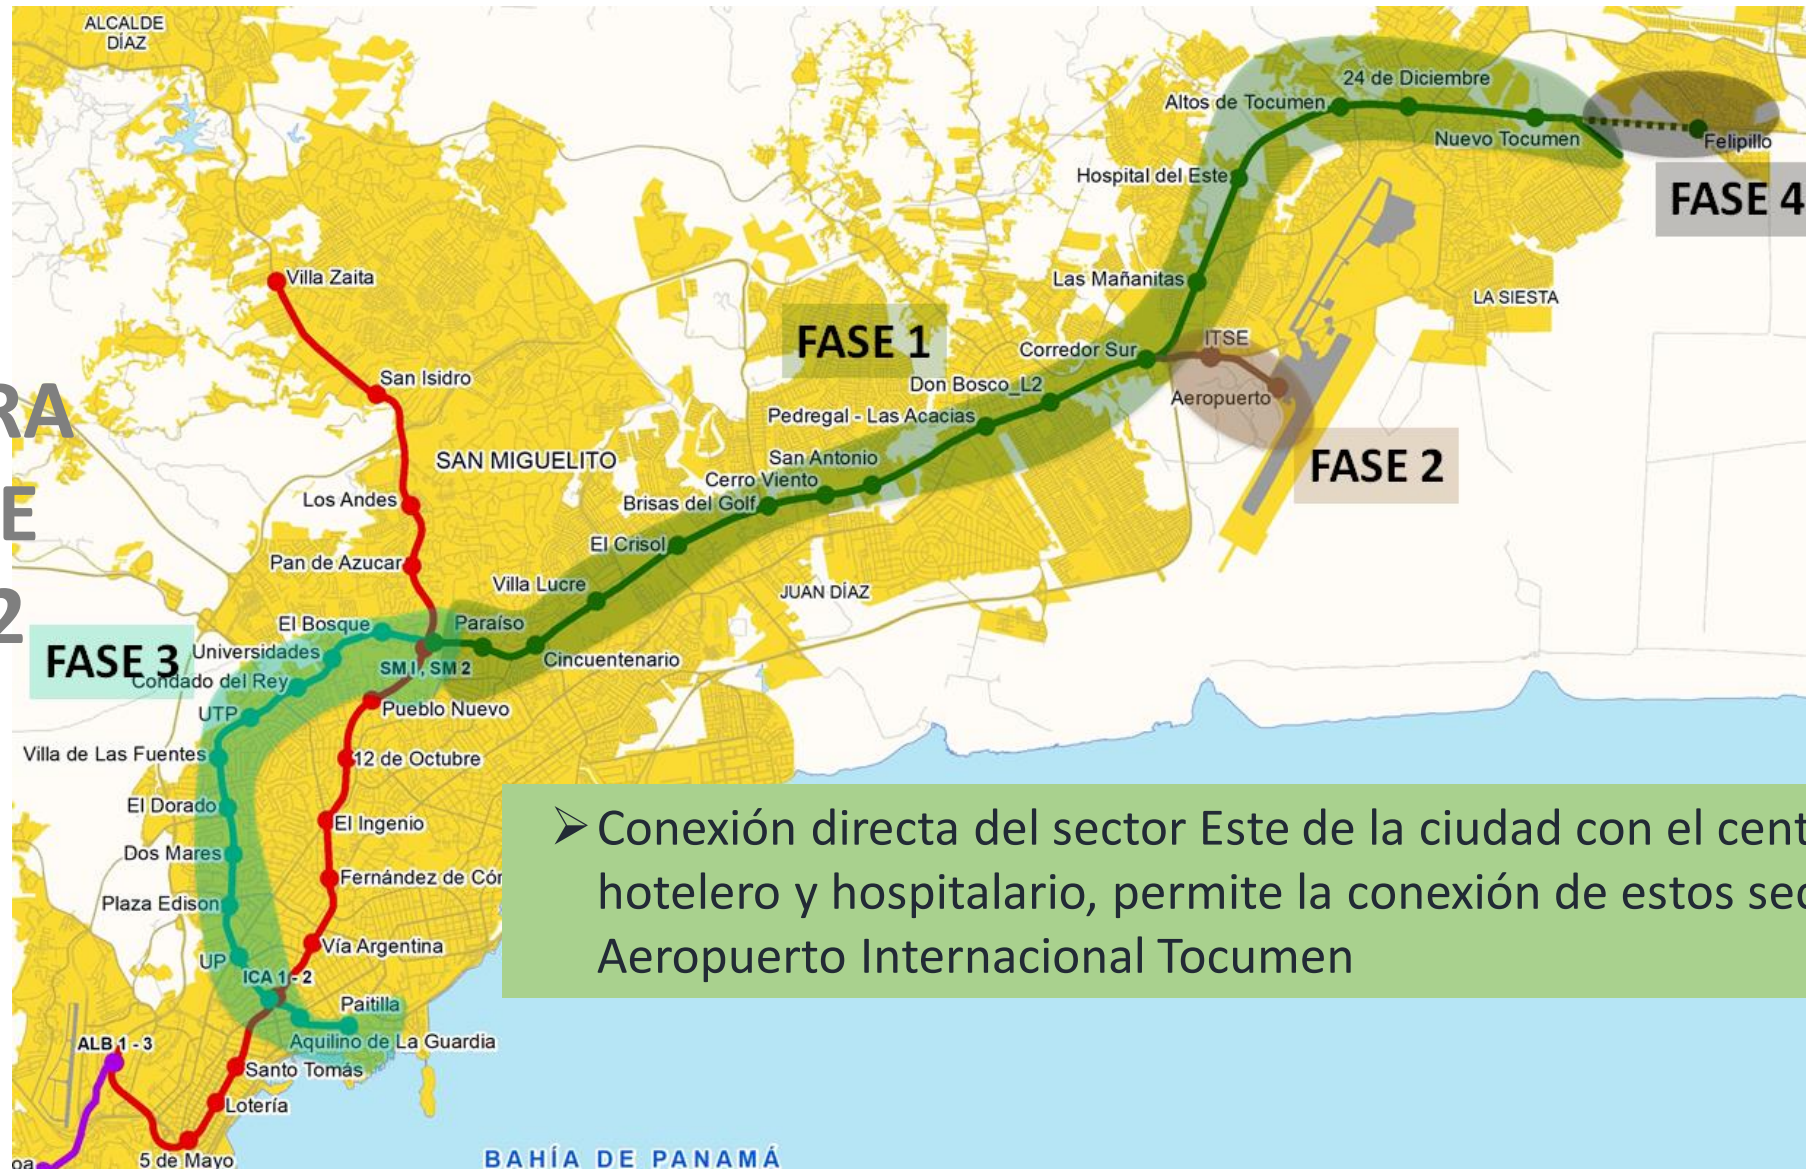 ALCALDE
DÍAZ
24 de Diciembre
Altos de Tocumen
Nuevo Tocumen
Felipillo
Hospital del Este
FASE 4
Villa Zaita
Las Mañanitas
LA SIESTA
FASE 1
ITSE
Corredor Sur
San Isidro
Don Bosco_L2
Aeropuerto
RA
Pedregal - Las Acacias
SAN MIGUELITO
San Antonio
FASE 2
Cerro Viento
Los Andes
Brisas del Golf
E
El Crisol
Pan de Azucar
Villa Lucre
JUAN DÍAZ
2
El Bosque
Paraíso
FASE 3
Universidades
SM I, SM 2
Cincuentenario
Condado del Rey
UTP
Pueblo Nuevo
Villa de Las Fuentes
12 de Octubre
El Dorado
El Ingenio
➢ Conexión directa del sector Este de la ciudad con el cent
Dos Mares
Fernández de Cór
hotelero y hospitalario, permite la conexión de estos sec
Plaza Edison
Vía Argentina
Aeropuerto Internacional Tocumen
UP
ICA 1 - 2
Paitilla
ALB 1 - 3
Aquilino de La Guardia
Santo Tomás
Lotería
5 de Mayo
BAHÍA DE PANAMÁ
oa